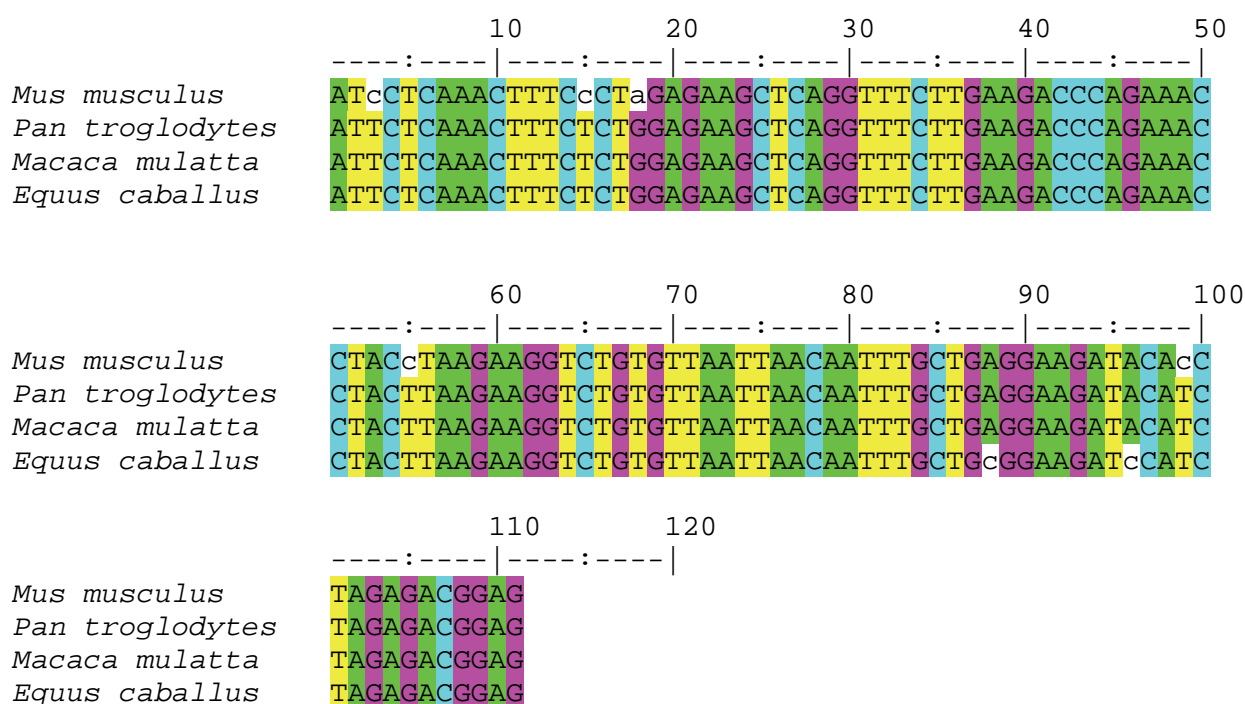 10 20 30 40 50
----:----|----:----|----:----|----:----|----:----|
Mus musculus ATcCTCAAACTTTCcCTaGAGAAGCTCAGGTTTCTTGAAGACCCAGAAAC
Pan troglodytes ATTCTCAAACTTTCTCTGGAGAAGCTCAGGTTTCTTGAAGACCCAGAAAC
Macaca mulatta ATTCTCAAACTTTCTCTGGAGAAGCTCAGGTTTCTTGAAGACCCAGAAAC
Equus caballus ATTCTCAAACTTTCTCTGGAGAAGCTCAGGTTTCTTGAAGACCCAGAAAC
60 70 80 90 100
----:----|----:----|----:----|----:----|----:----|
Mus musculus CTACcTAAGAAGGTCTGTGTTAATTAACAATTTGCTGAGGAAGATACAcC
Pan troglodytes CTACTTAAGAAGGTCTGTGTTAATTAACAATTTGCTGAGGAAGATACATC
Macaca mulatta CTACTTAAGAAGGTCTGTGTTAATTAACAATTTGCTGAGGAAGATACATC
Equus caballus CTACTTAAGAAGGTCTGTGTTAATTAACAATTTGCTGcGGAAGATcCATC
110 120
----:----|----:----|
Mus musculus TAGAGACGGAG
Pan troglodytes TAGAGACGGAG
Macaca mulatta TAGAGACGGAG
Equus caballus TAGAGACGGAG